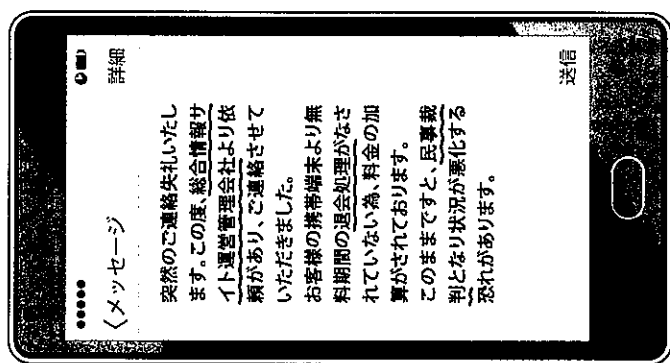 ●●●●●
〈メッセージ
詳細
突然のご連絡失礼いたし
ます。この度、総合情報サ
イト運営管理会社より依
頼があり、ご連絡させて
いただきました。
お客様の携帯端末より無
料期間の退会処理がなさ
れていない為、料金の加
算がされております。
このままですと、民事裁
判となり状況が悪化する
恐れがあります。
送信